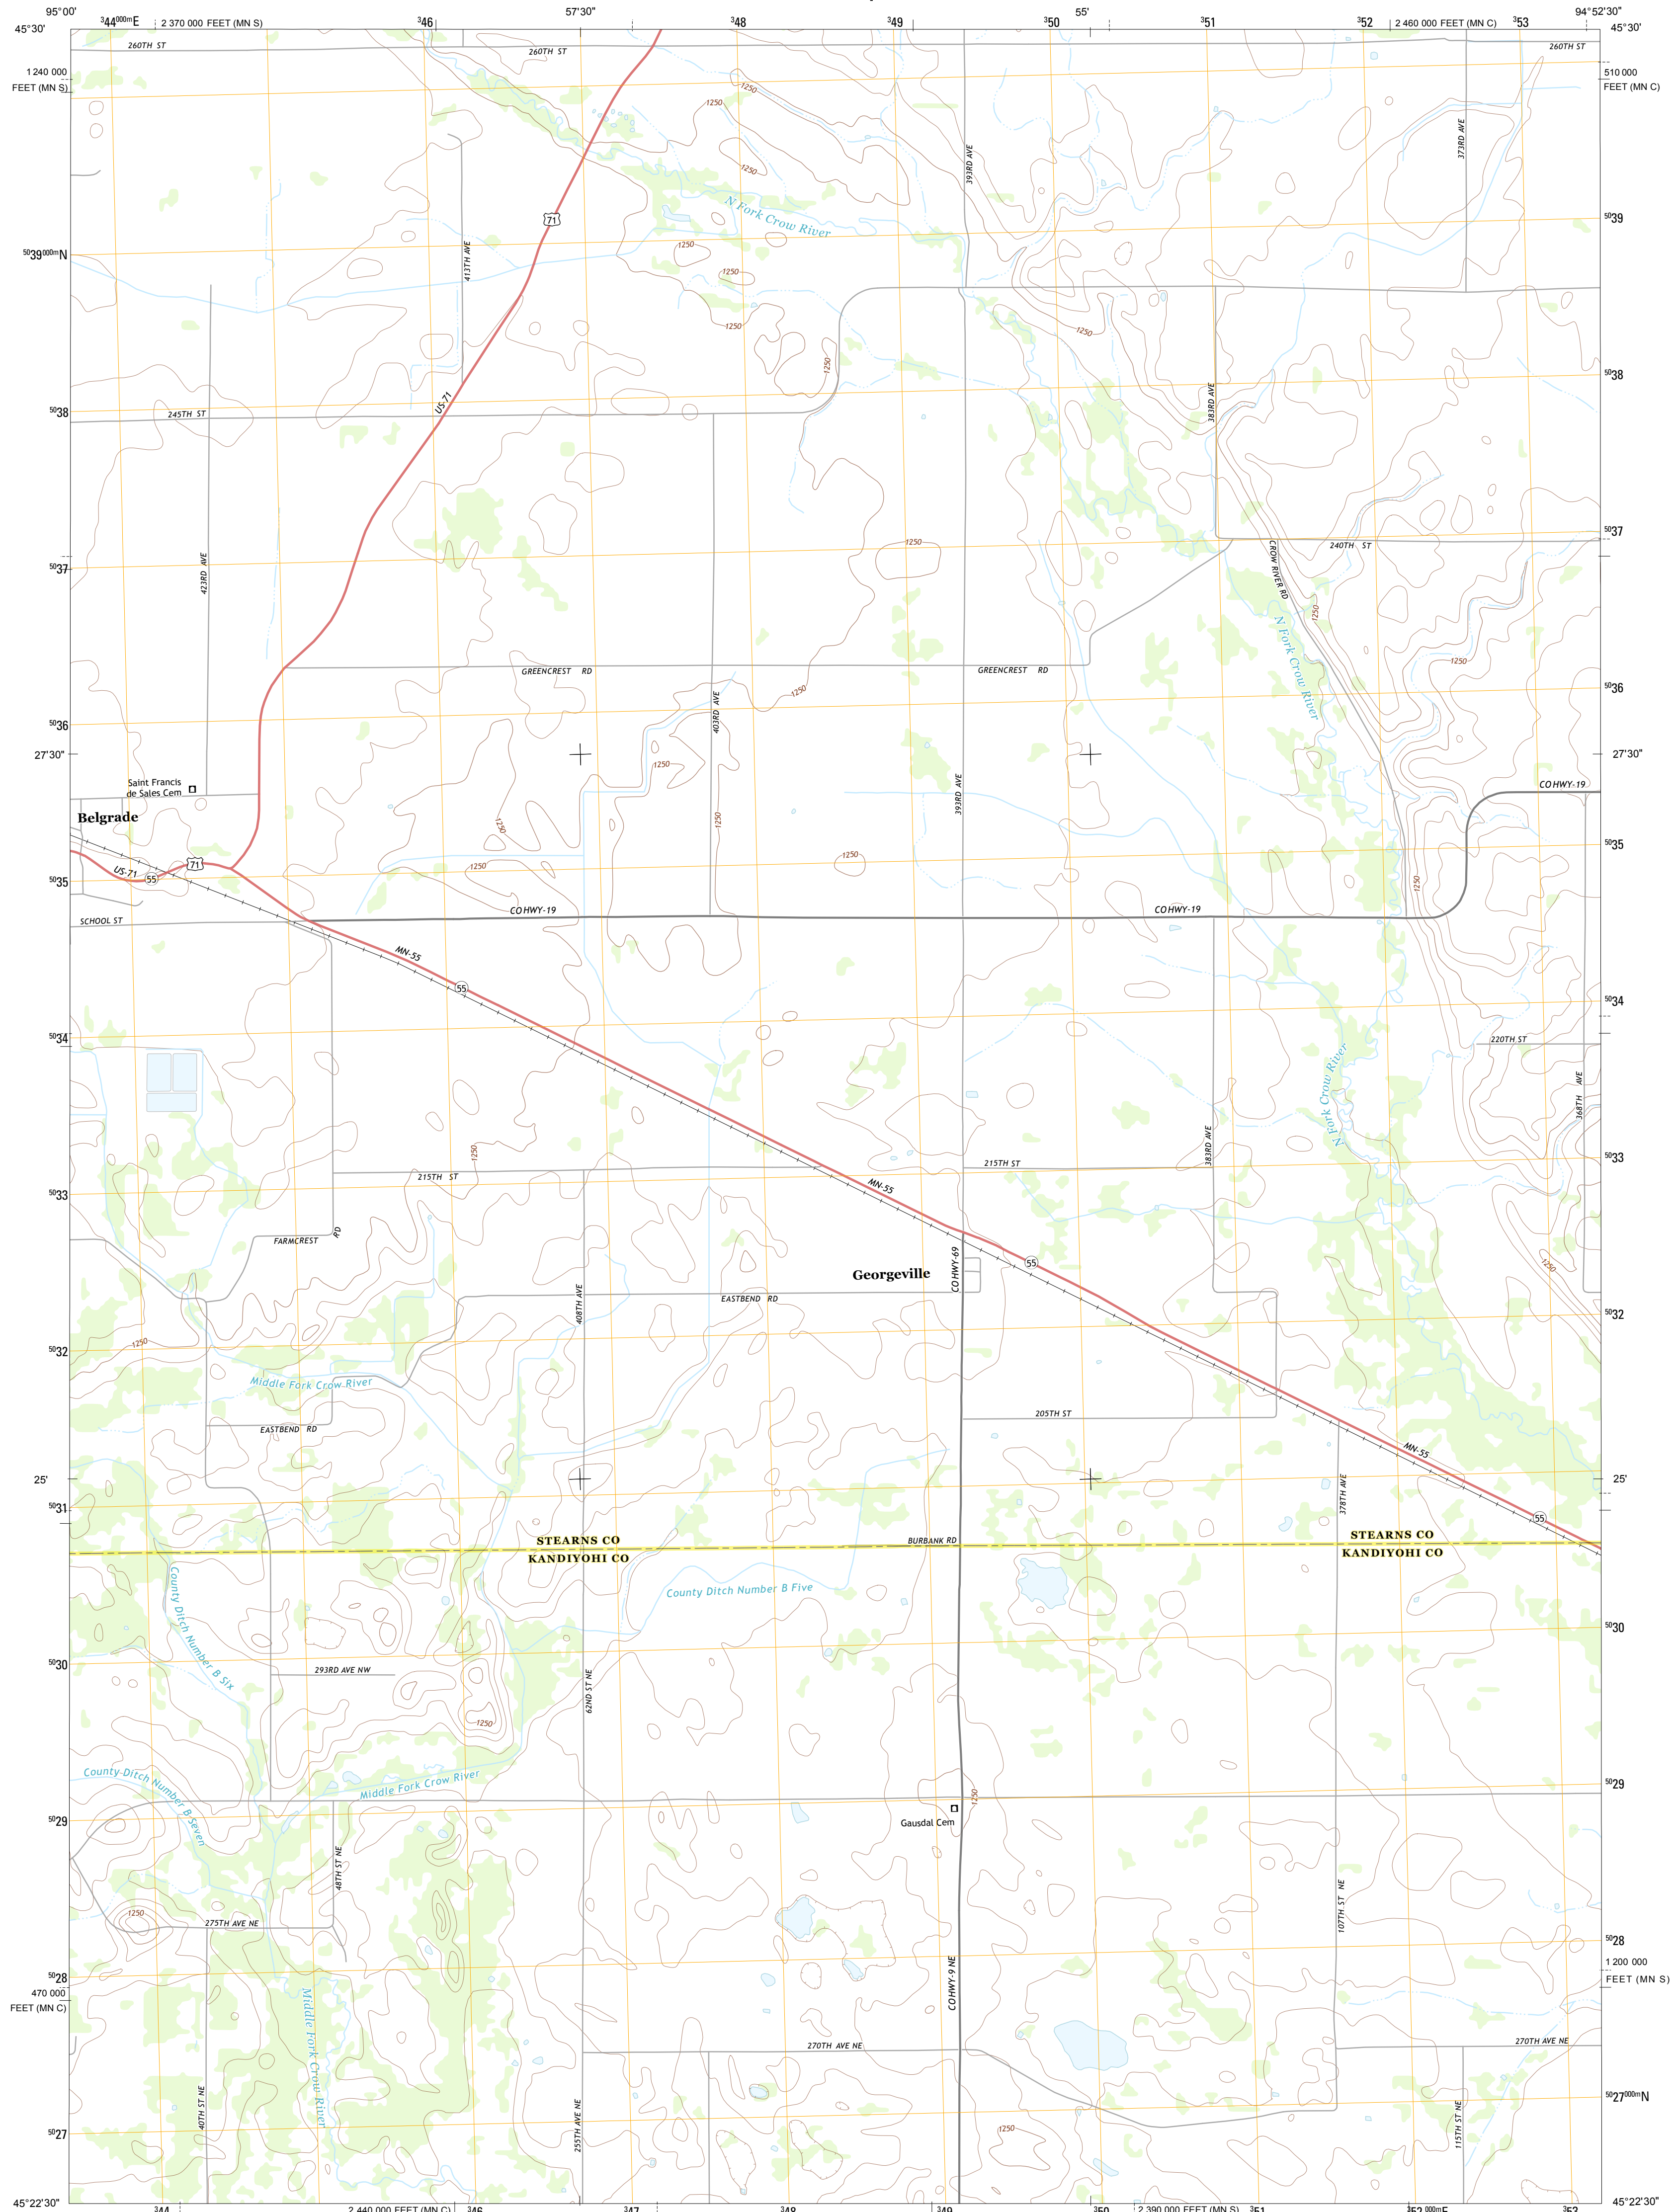 95°00'
³44⁰⁰⁰ᵐE
2 370 000 FEET (MN S)
³46
57'30"
³48
³49
³50
55'
³51
³52
2 460 000 FEET (MN C)
³53
94°52'30"
45°30'
45°30'
260TH ST
260TH ST
260TH ST
1 240 000
FEET (MN S)
510 000
FEET (MN C)
1250
1250
1250
393RD AVE
373RD AVE
N Fork Crow River
71
⁵⁰39
⁵⁰39⁰⁰⁰ᵐN
413TH AVE
1250
1250
1250
1250
1250
⁵⁰38
⁵⁰38
US-71
245TH ST
383RD AVE
⁵⁰37
⁵⁰37
423RD AVE
1250
240TH ST
CROW RIVER RD
1250
N Fork Crow River
GREENCREST RD
GREENCREST RD
1250
1250
403RD AVE
⁵⁰36
⁵⁰36
27'30"
27'30"
1250
Saint Francis
de Sales Cem
393RD AVE
CO HWY-19
Belgrade
1250
1250
⁵⁰35
⁵⁰35
US-71
55
71
1250
1250
1250
SCHOOL ST
CO HWY-19
CO HWY-19
MN-55
55
⁵⁰34
⁵⁰34
220TH ST
N Fork Crow River
368TH AVE
1250
383RD AVE
⁵⁰33
⁵⁰33
215TH ST
215TH ST
MN-55
FARMCREST RD
55
1250
Georgeville
CO HWY-69
EASTBEND RD
408TH AVE
⁵⁰32
⁵⁰32
1250
Middle Fork Crow River
205TH ST
EASTBEND RD
MN-55
25'
25'
378TH AVE
⁵⁰31
55
STEARNS CO
KANDIYOHI CO
BURBANK RD
STEARNS CO
KANDIYOHI CO
County Ditch Number B Five
County Ditch Number B Six
⁵⁰30
⁵⁰30
293RD AVE NW
62ND ST NE
1250
County Ditch Number B Seven
Middle Fork Crow River
⁵⁰29
⁵⁰29
1250
Gausdal Cem
48TH ST NE
107TH ST NE
1250
275TH AVE NE
⁵⁰28
⁵⁰28
CO HWY-9 NE
1 200 000
FEET (MN S)
470 000
FEET (MN C)
Middle Fork Crow River
270TH AVE NE
270TH AVE NE
⁵⁰27⁰⁰⁰ᵐN
⁵⁰27
40TH ST NE
255TH AVE NE
1250
115TH ST NE
45°22'30"
45°22'30"
³44
2 440 000 FEET (MN C)
³46
³47
³48
³49
³50
2 390 000 FEET (MN S)
³51
³52⁰⁰⁰ᵐE
³53